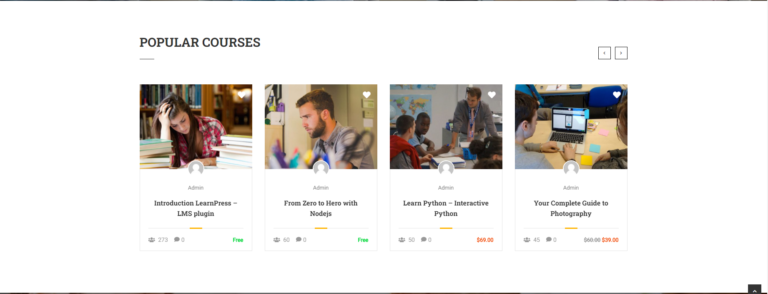 POPULAR COURSES
Admin
Introduction LearnPress –
LMS plugin
273 0 Free
Admin
From Zero to Hero with
Nodejs
60 0 Free
Admin
Learn Python – Interactive
Python
50 0 $69.00
Admin
Your Complete Guide to
Photography
45 0 $60.00 $39.00